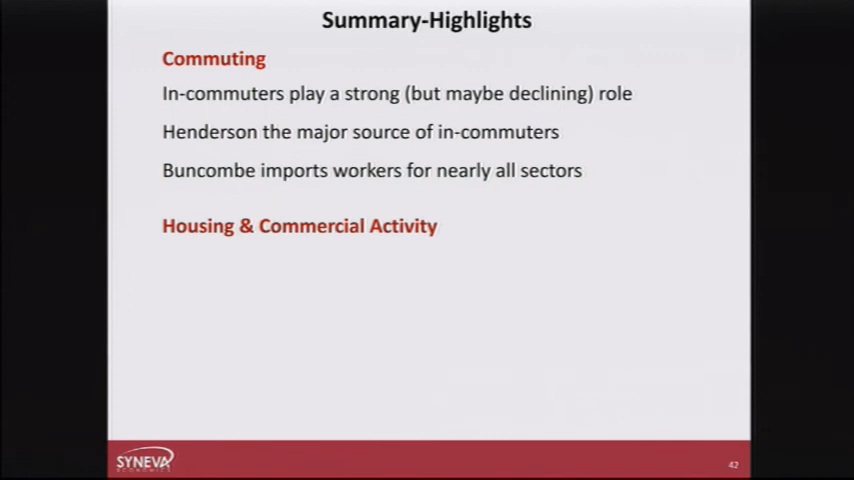 Summary-Highlights
Commuting
In-commuters play a strong (but maybe declining) role
Henderson the major source of in-commuters
Buncombe imports workers for nearly all sectors
Housing & Commercial Activity
SYNEVA
ECONOMICS
42